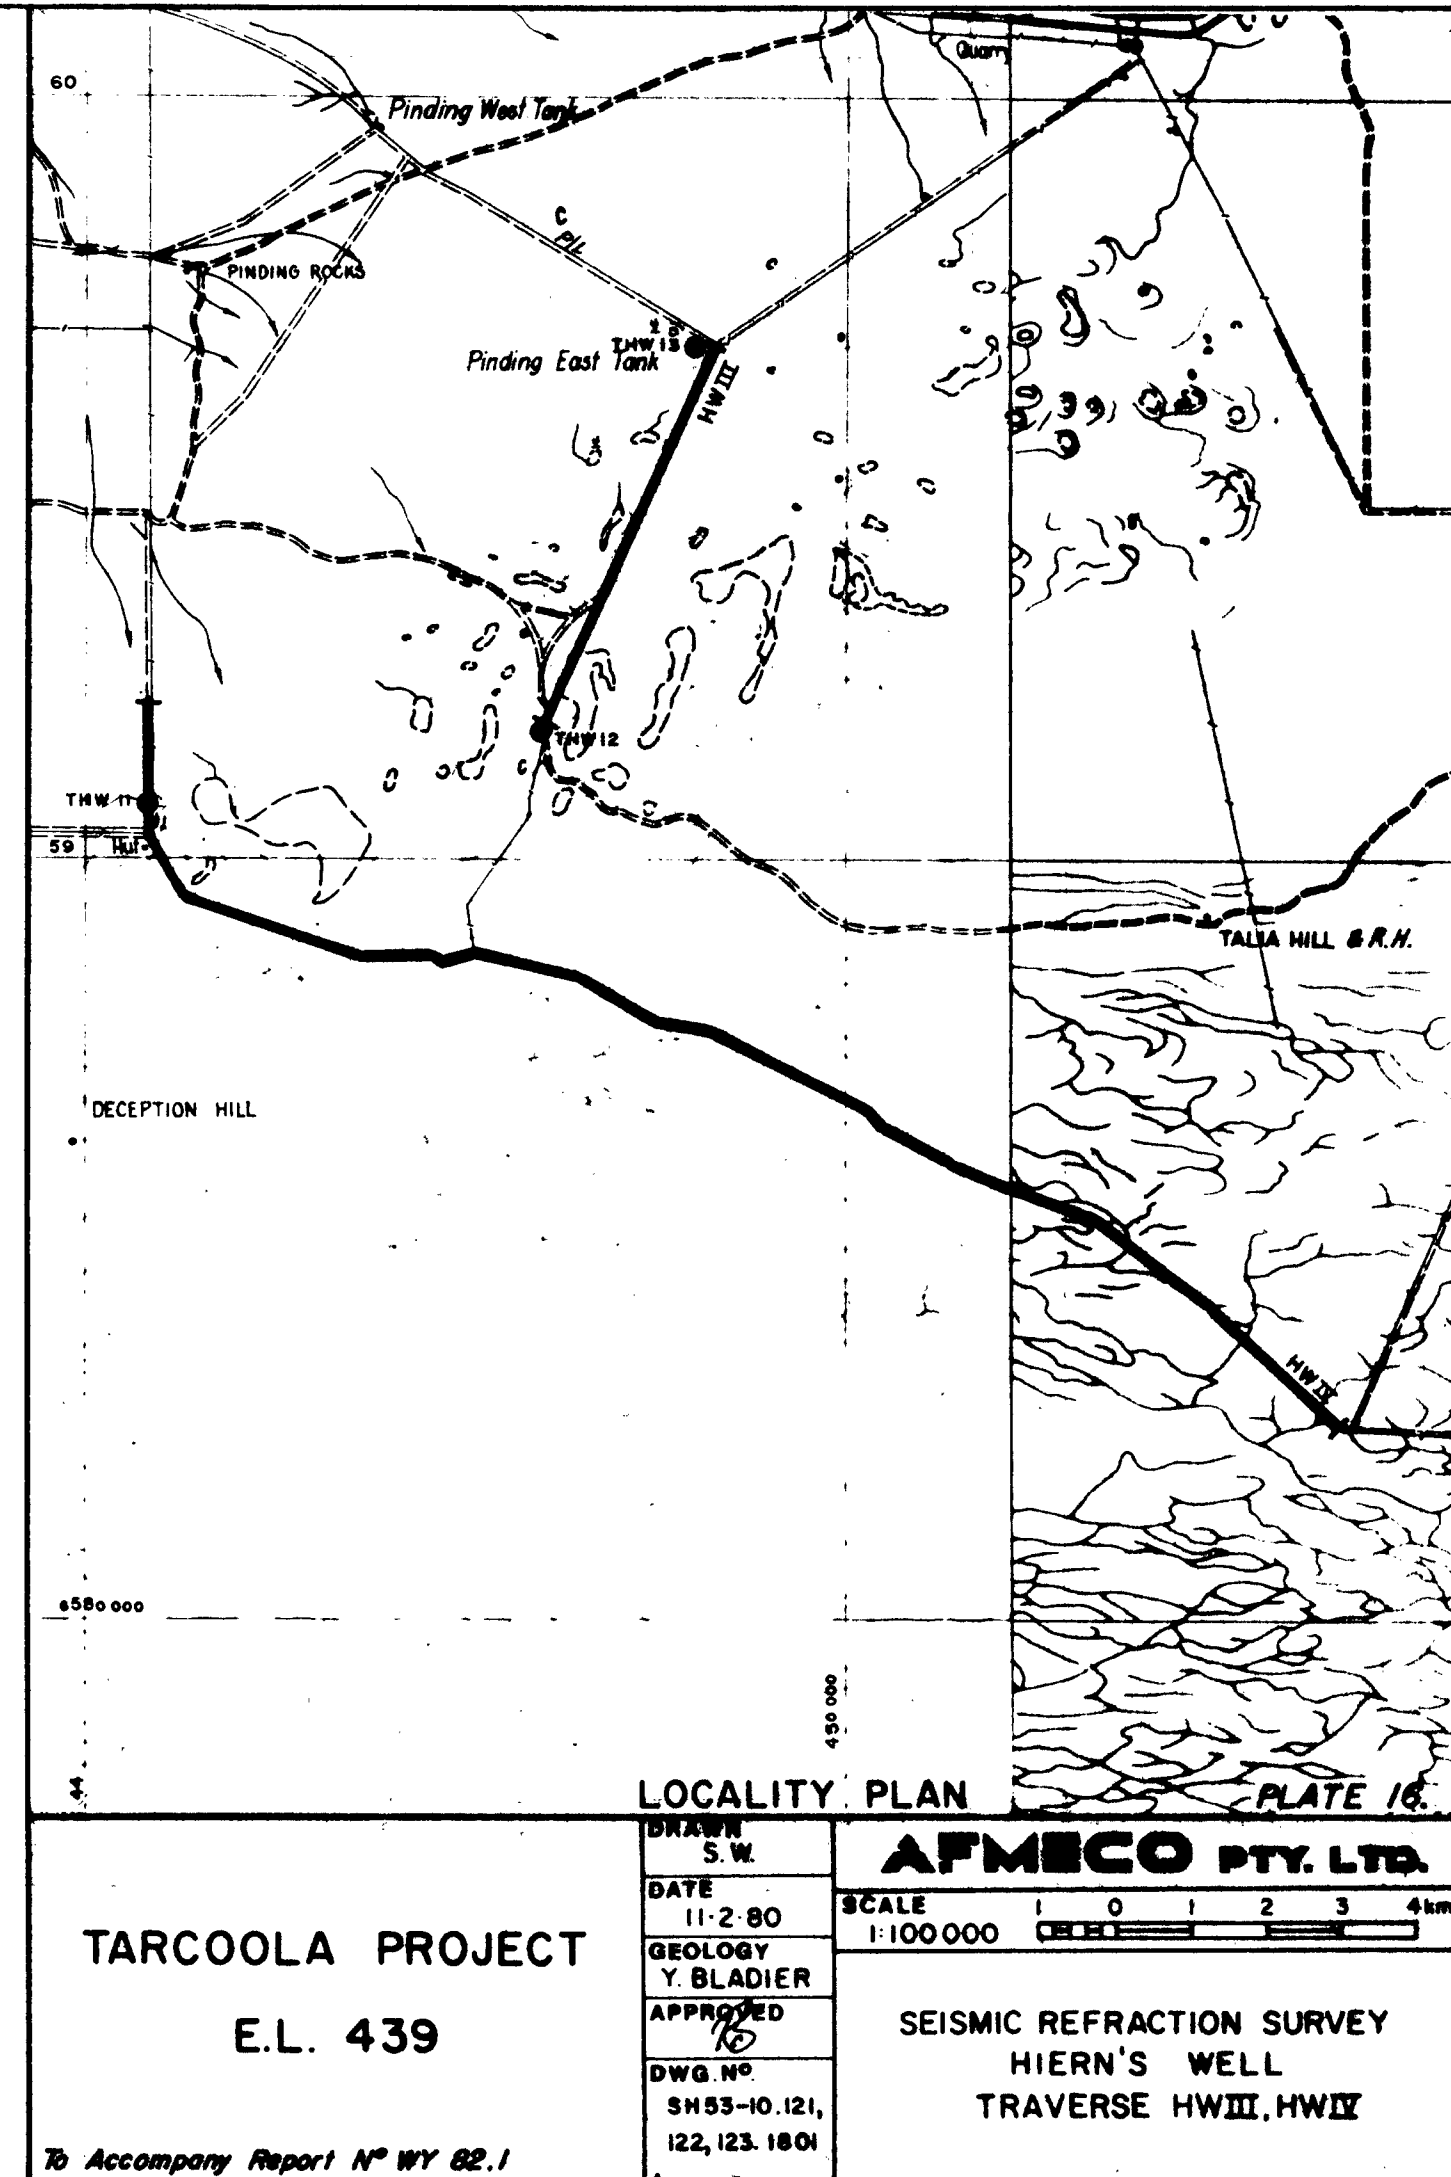 60
Quarry
Pinding West Tank
C
P/L
PINDING ROCKS
THW 13
Pinding East Tank
HWIII
THW 12
C
THW 11
59
Hut
TALIA HILL & R.H.
DECEPTION HILL
HWIV
6580 000
450 000
44
LOCALITY PLAN
PLATE 16.
DRAWN
S.W.
AFMECO PTY. LTD.
DATE
11·2·80
SCALE
1:100 000
1 0 1 2 3 4km
TARCOOLA PROJECT
E.L. 439
GEOLOGY
Y. BLADIER
APPROVED
SEISMIC REFRACTION SURVEY
HIERN'S WELL
TRAVERSE HWIII, HWIV
DWG. Nº.
SH53-10.121,
122, 123. 1801
To Accompany Report Nº WY 82.1